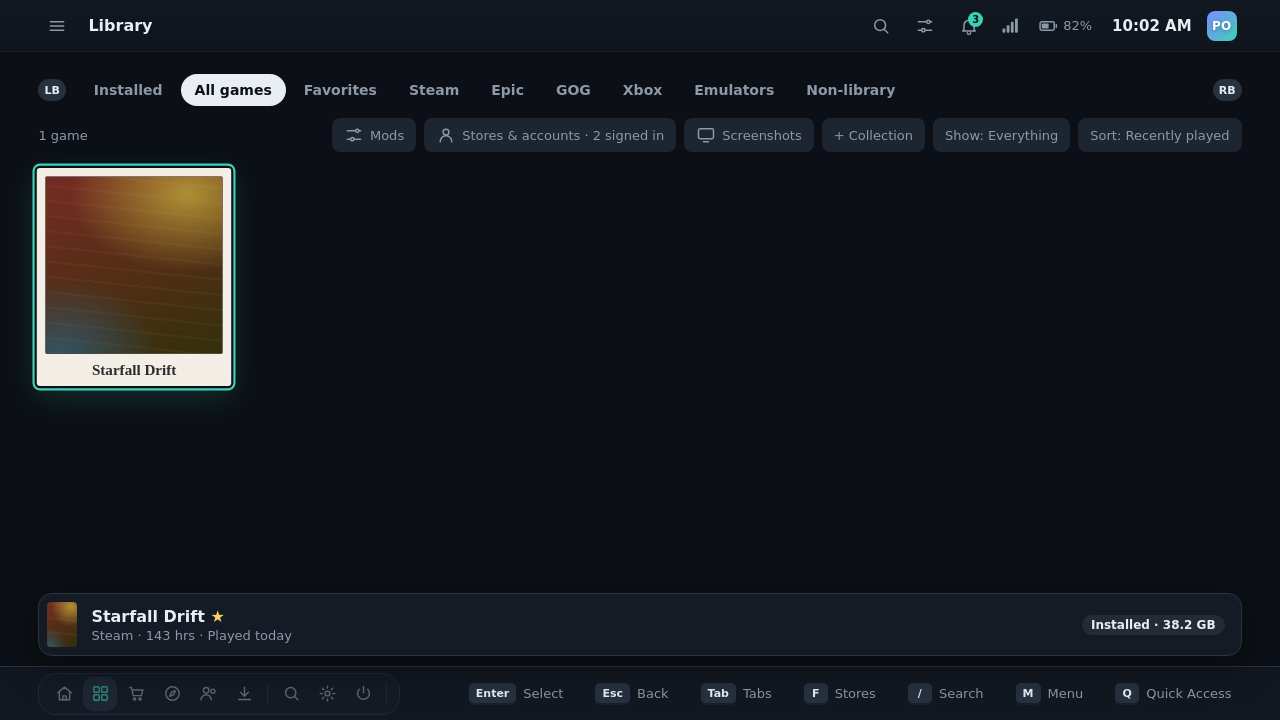 Library
3
82%
10:02 AM
PO
LB
Installed
All games
Favorites
Steam
Epic
GOG
Xbox
Emulators
Non-library
RB
1 game
Mods
Stores & accounts · 2 signed in
Screenshots
+ Collection
Show: Everything
Sort: Recently played
Starfall Drift
Starfall Drift ★
Steam · 143 hrs · Played today
Installed · 38.2 GB
Enter Select
Esc Back
Tab Tabs
F Stores
/ Search
M Menu
Q Quick Access